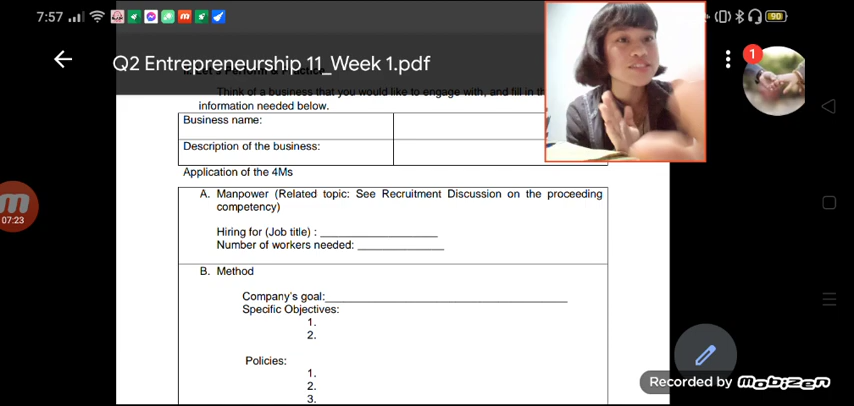 7:57
90
Q2 Entrepreneurship 11_Week 1.pdf
1
Think of a business that you would like to engage with, and fill in th
information needed below.
Business name:
Description of the business:
Application of the 4Ms
A. Manpower (Related topic: See Recruitment Discussion on the proceeding
competency)
Hiring for (Job title) : ____________________
Number of workers needed: _______________
m
07:23
B. Method
Company's goal:__________________________________________
Specific Objectives:
1.
2.
Policies:
1.
2.
3.
Recorded by mobizen